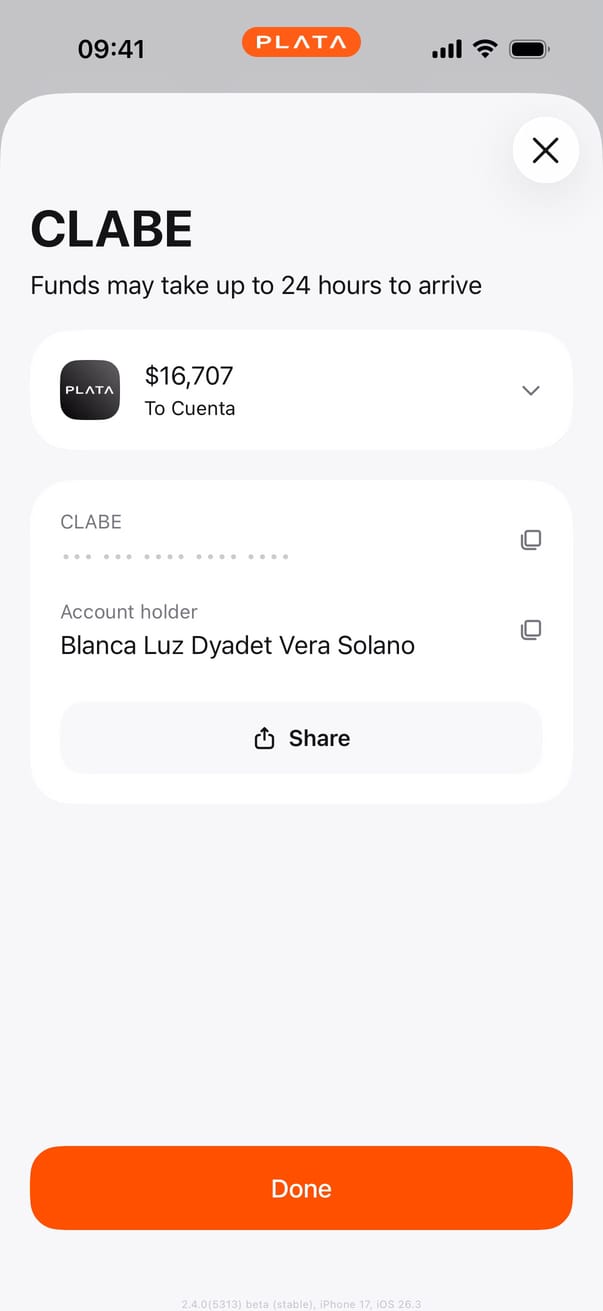 09:41
PLATA
CLABE
Funds may take up to 24 hours to arrive
PLATA
$16,707
To Cuenta
CLABE
Account holder
Blanca Luz Dyadet Vera Solano
Share
Done
2.4.0(5313) beta (stable), iPhone 17, iOS 26.3